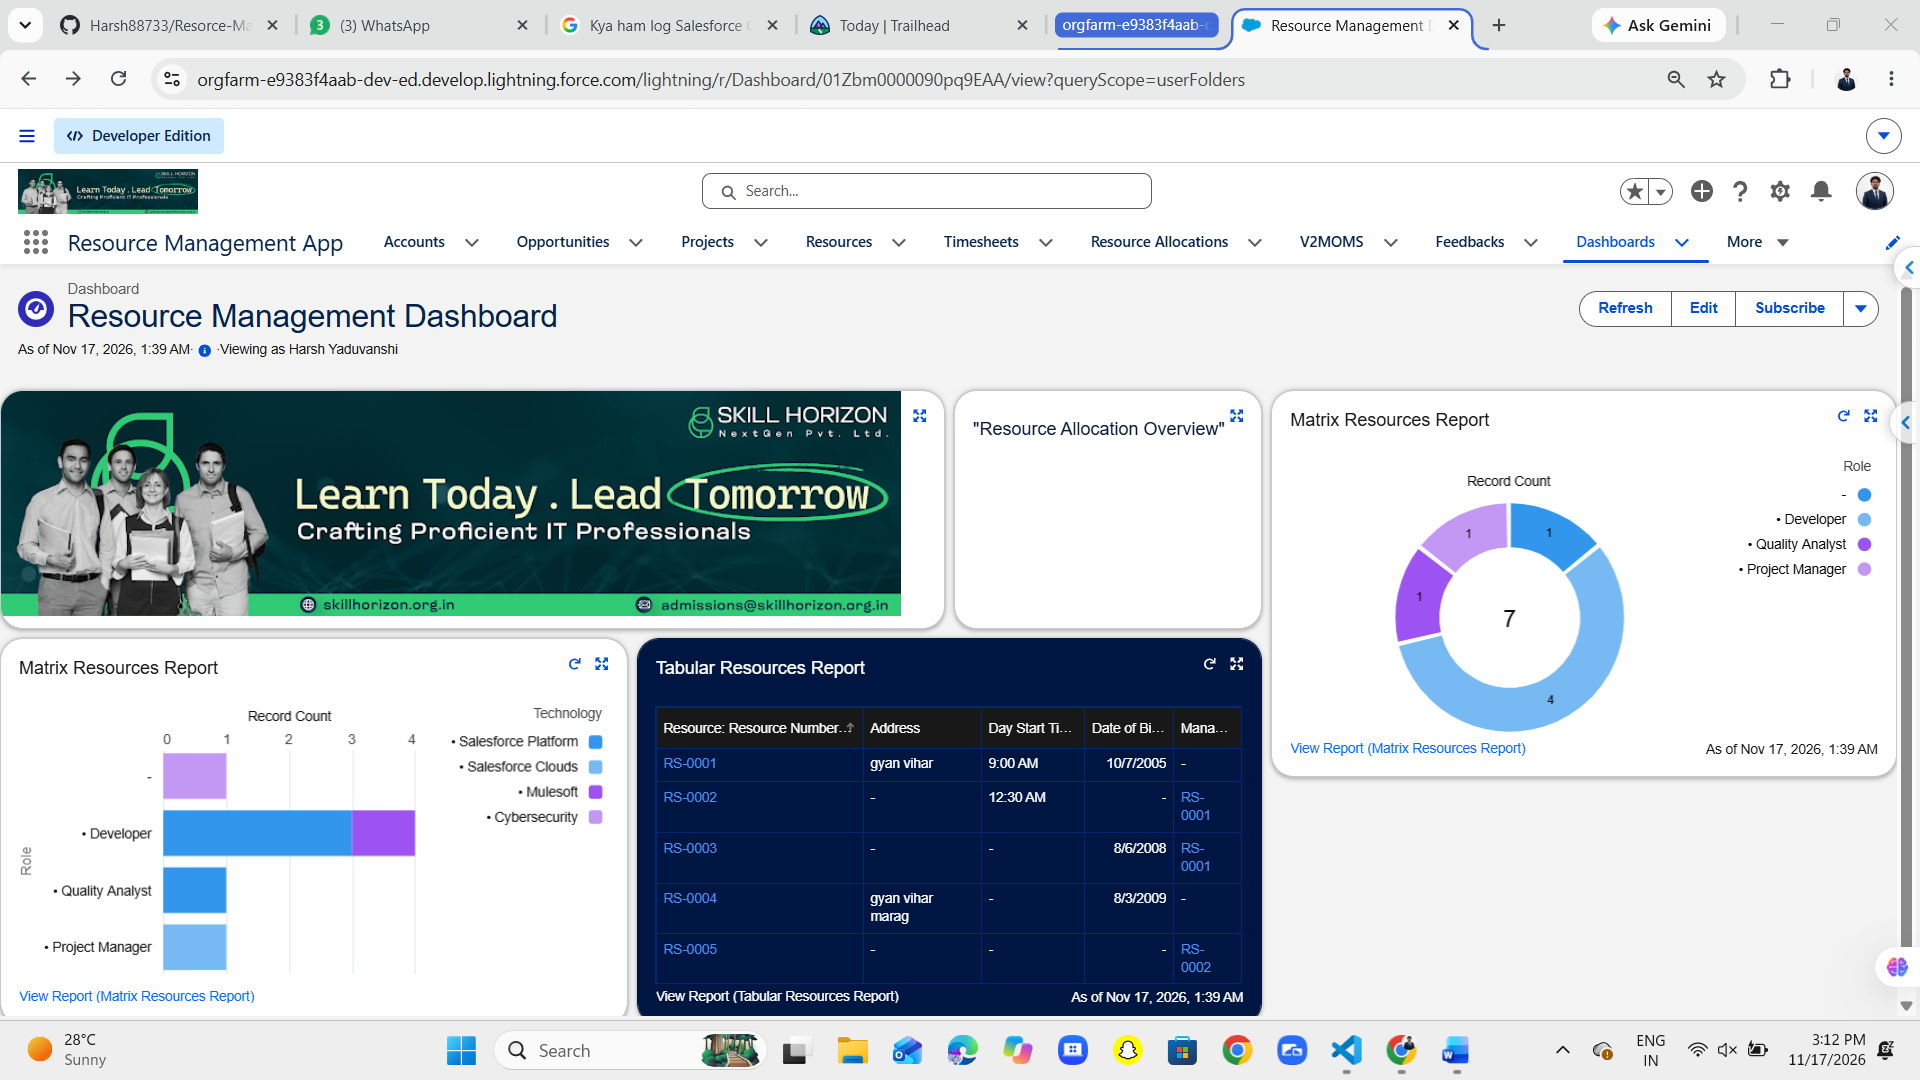 Harsh88733/Resorce-Ma
(3) WhatsApp
Kya ham log Salesforce
Today | Trailhead
orgfarm-e9383f4aab-
Resource Management
Ask Gemini
orgfarm-e9383f4aab-dev-ed.develop.lightning.force.com/lightning/r/Dashboard/01Zbm0000090pq9EAA/view?queryScope=userFolders
Developer Edition
SKILL HORIZON
Learn Today . Lead Tomorrow
Crafting Proficient IT Professionals
Search...
Resource Management App
Accounts
Opportunities
Projects
Resources
Timesheets
Resource Allocations
V2MOMS
Feedbacks
Dashboards
More
Dashboard
Resource Management Dashboard
As of Nov 17, 2026, 1:39 AM· ·Viewing as Harsh Yaduvanshi
Refresh
Edit
Subscribe
SKILL HORIZON
NextGen Pvt. Ltd.
Learn Today . Lead Tomorrow
Crafting Proficient IT Professionals
skillhorizon.org.in
admissions@skillhorizon.org.in
"Resource Allocation Overview"
Matrix Resources Report
Role
-
• Developer
• Quality Analyst
• Project Manager
Record Count
1
1
1
4
7
View Report (Matrix Resources Report)
As of Nov 17, 2026, 1:39 AM
Matrix Resources Report
Record Count
0 1 2 3 4
Technology
• Salesforce Platform
• Salesforce Clouds
• Mulesoft
• Cybersecurity
Role
-
• Developer
• Quality Analyst
• Project Manager
View Report (Matrix Resources Report)
Tabular Resources Report
Resource: Resource Number..↑ Address Day Start Ti... Date of Bi... Mana...
RS-0001 gyan vihar 9:00 AM 10/7/2005 -
RS-0002 - 12:30 AM - RS-
0001
RS-0003 - - 8/6/2008 RS-
0001
RS-0004 gyan vihar - 8/3/2009 -
marag
RS-0005 - - - RS-
0002
View Report (Tabular Resources Report)
As of Nov 17, 2026, 1:39 AM
28°C
Sunny
Search
ENG
IN
3:12 PM
11/17/2026